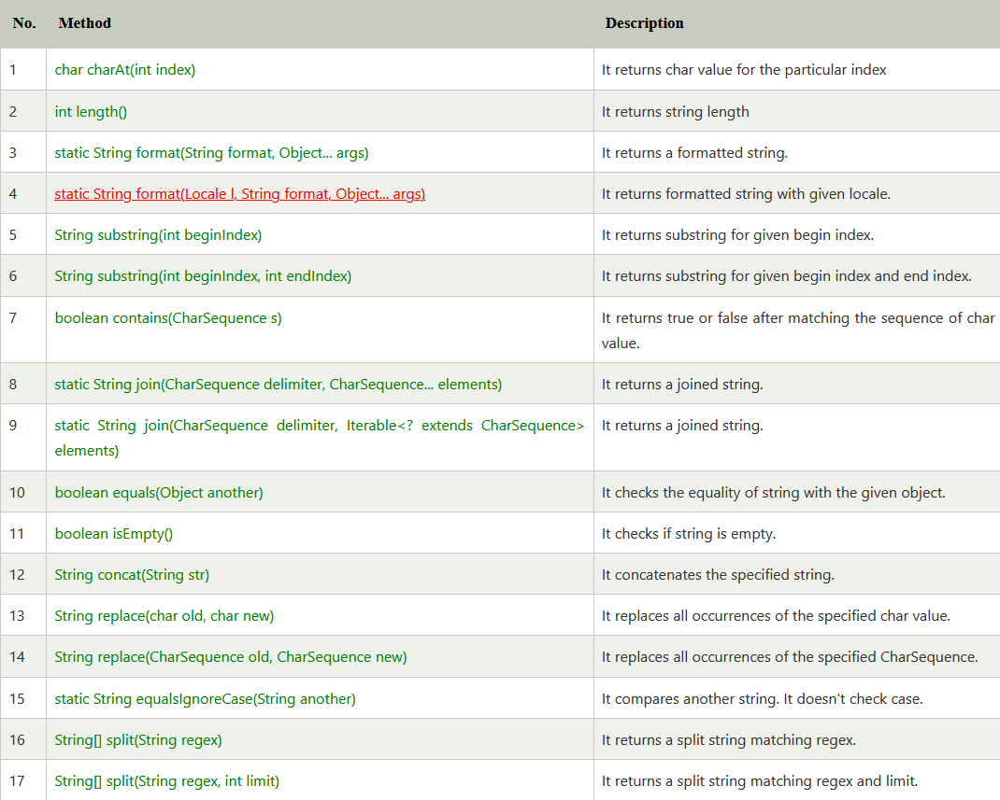 No. Method Description
1 char charAt(int index) It returns char value for the particular index
2 int length() It returns string length
3 static String format(String format, Object... args) It returns a formatted string.
4 static String format(Locale l, String format, Object... args) It returns formatted string with given locale.
5 String substring(int beginIndex) It returns substring for given begin index.
6 String substring(int beginIndex, int endIndex) It returns substring for given begin index and end index.
7 boolean contains(CharSequence s) It returns true or false after matching the sequence of char
value.
8 static String join(CharSequence delimiter, CharSequence... elements) It returns a joined string.
9 static String join(CharSequence delimiter, Iterable<? extends CharSequence> It returns a joined string.
elements)
10 boolean equals(Object another) It checks the equality of string with the given object.
11 boolean isEmpty() It checks if string is empty.
12 String concat(String str) It concatenates the specified string.
13 String replace(char old, char new) It replaces all occurrences of the specified char value.
14 String replace(CharSequence old, CharSequence new) It replaces all occurrences of the specified CharSequence.
15 static String equalsIgnoreCase(String another) It compares another string. It doesn't check case.
16 String[] split(String regex) It returns a split string matching regex.
17 String[] split(String regex, int limit) It returns a split string matching regex and limit.